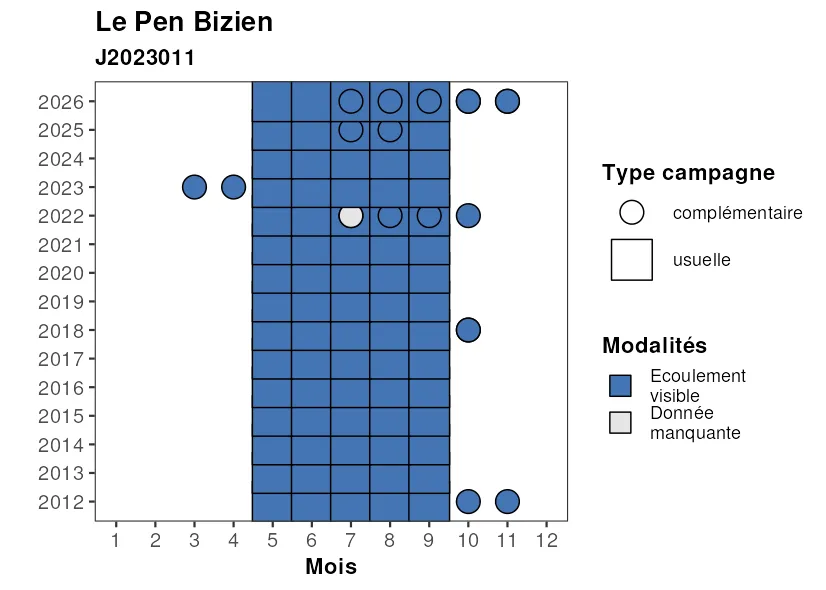 Le Pen Bizien
J2023011
2026
2025
2024
2023
2022
2021
2020
2019
2018
2017
2016
2015
2014
2013
2012
1 2 3 4 5 6 7 8 9 10 11 12
Mois
Type campagne
complémentaire
usuelle
Modalités
Ecoulement
visible
Donnée
manquante